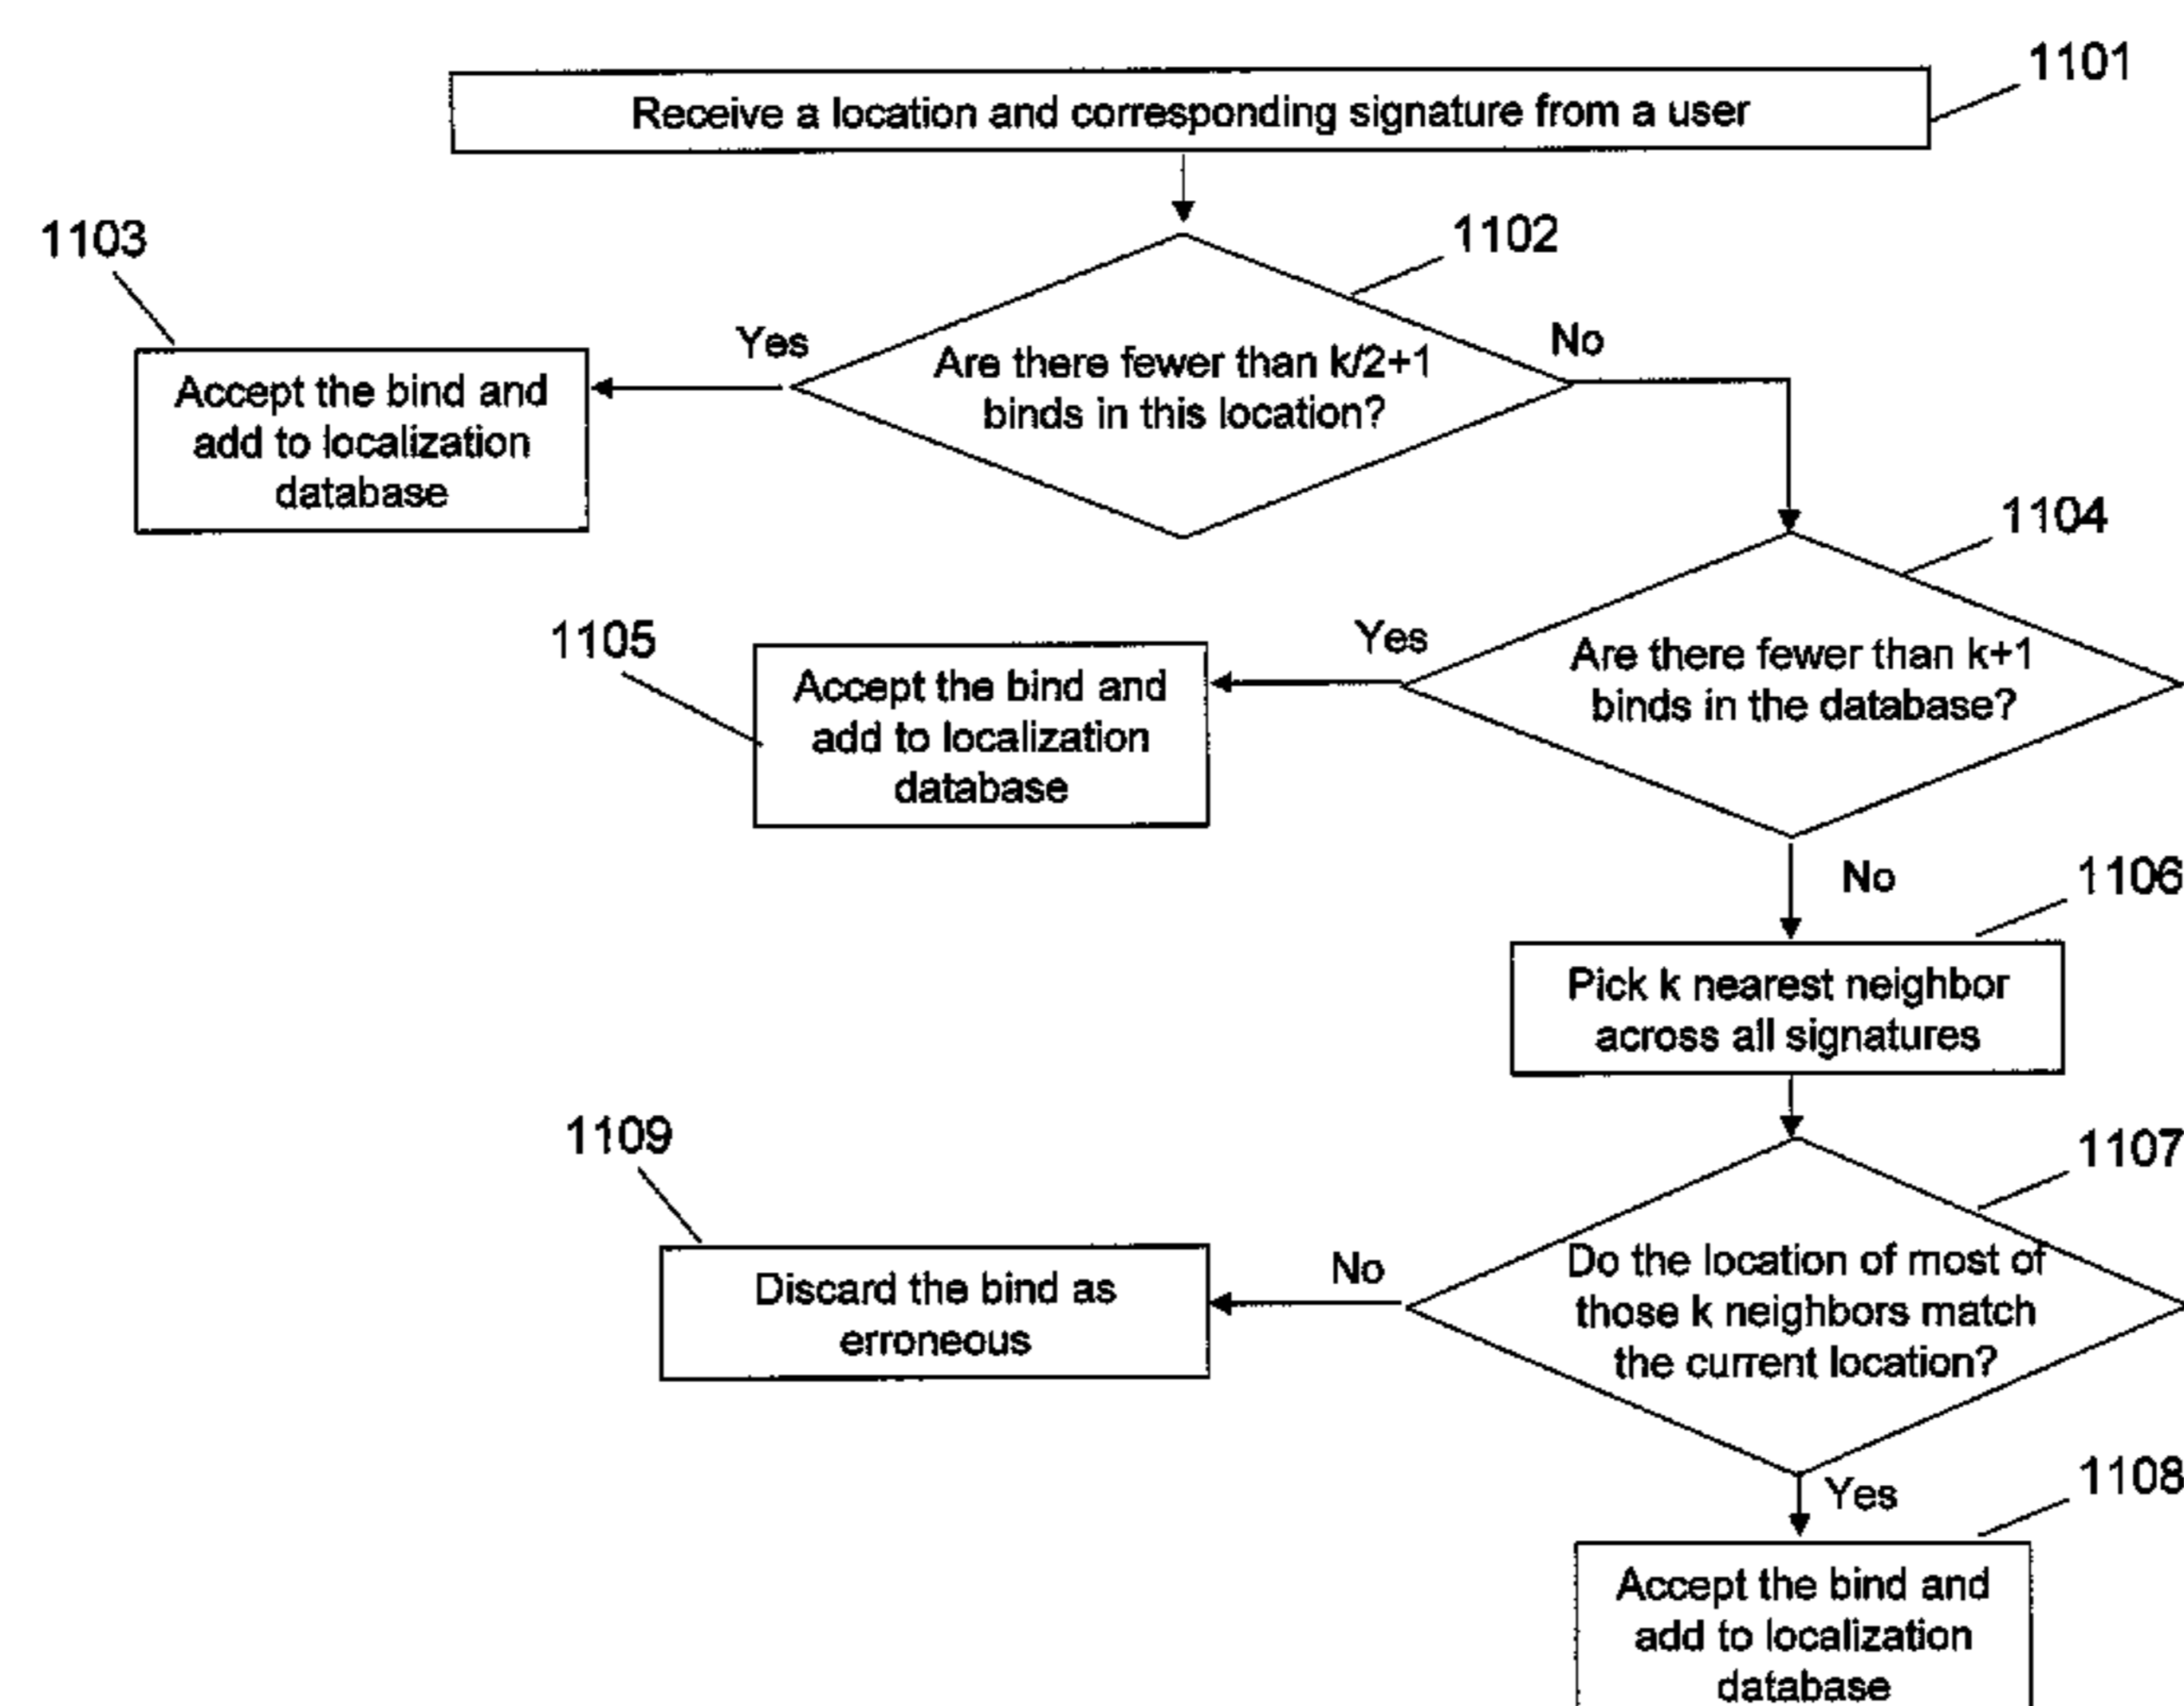 1101
Receive a location and corresponding signature from a user
1103
1102
Yes
No
Are there fewer than k/2+1
binds in this location?
Accept the bind and
add to localization
database
1104
1105
Yes
Are there fewer than k+1
binds in the database?
Accept the bind and
add to localization
database
No
1106
Pick k nearest neighbor
across all signatures
1109
1107
No
Do the location of most of
those k neighbors match
the current location?
Discard the bind as
erroneous
Yes
1108
Accept the bind and
add to localization
database